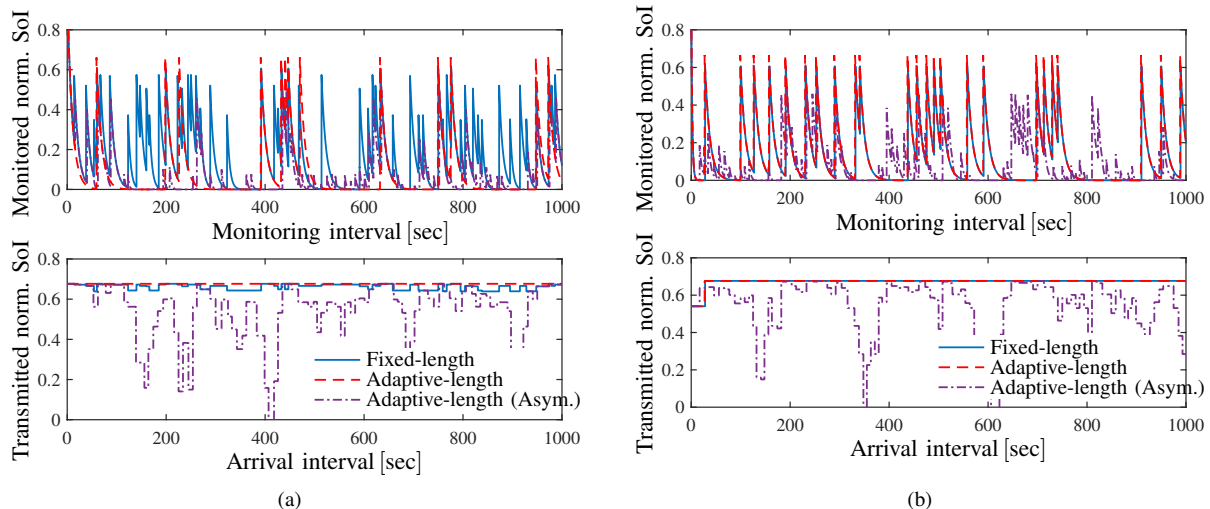 Monitored norm. SoI
0.8
0.6
0.4
0.2
0
0 200 400 600 800 1000
Monitoring interval [sec]
Transmitted norm. SoI
0.8
0.6
0.4
0.2
0
Fixed-length
Adaptive-length
Adaptive-length (Asym.)
0 200 400 600 800 1000
Arrival interval [sec]
(a)
Monitored norm. SoI
0.8
0.6
0.4
0.2
0
0 200 400 600 800 1000
Monitoring interval [sec]
Transmitted norm. SoI
0.8
0.6
0.4
0.2
0
Fixed-length
Adaptive-length
Adaptive-length (Asym.)
0 200 400 600 800 1000
Arrival interval [sec]
(b)